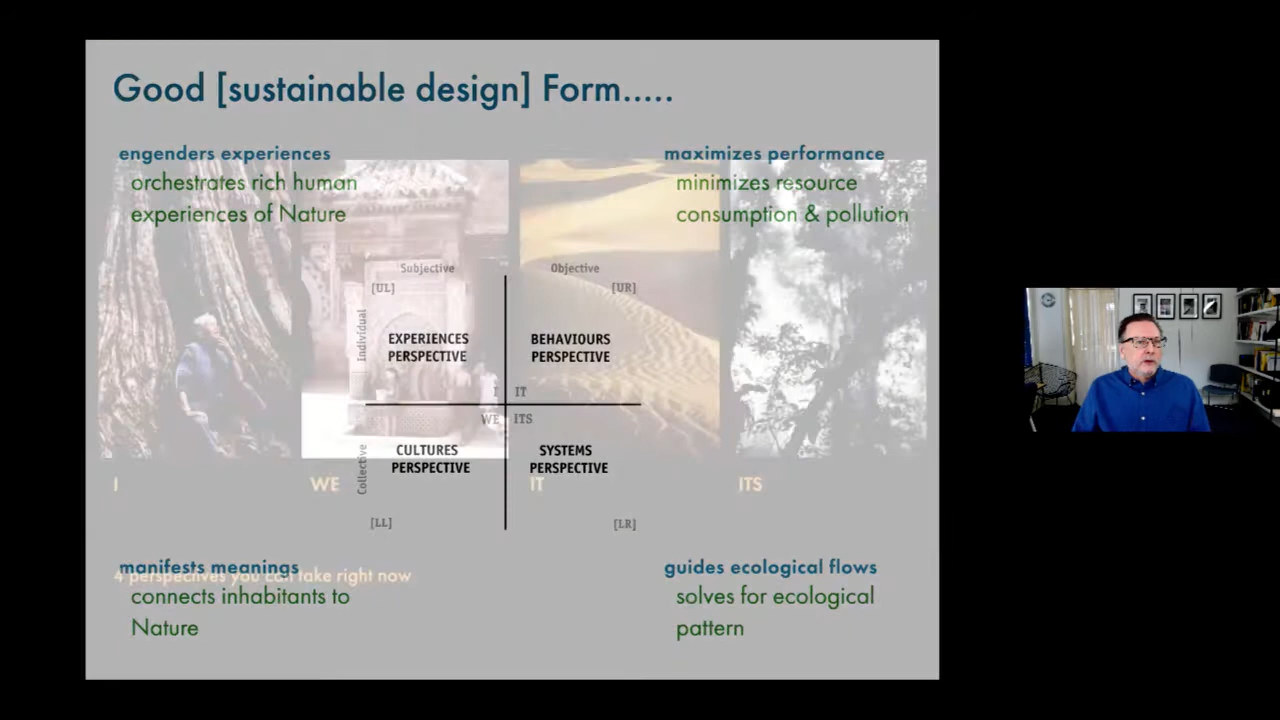 Good [sustainable design] Form.....
engenders experiences
orchestrates rich human
experiences of Nature
maximizes performance
minimizes resource
consumption & pollution
Subjective
Objective
[UL]
[UR]
Individual
EXPERIENCES
PERSPECTIVE
BEHAVIOURS
PERSPECTIVE
I
IT
WE
ITS
Collective
CULTURES
PERSPECTIVE
SYSTEMS
PERSPECTIVE
I
WE
IT
ITS
[LL]
[LR]
manifests meanings
4 perspectives you can take right now
connects inhabitants to
Nature
guides ecological flows
solves for ecological
pattern